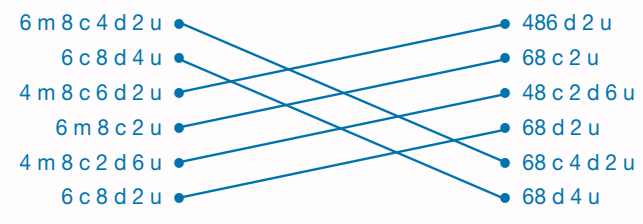 6 m 8 c 4 d 2 u
6 c 8 d 4 u
4 m 8 c 6 d 2 u
6 m 8 c 2 u
4 m 8 c 2 d 6 u
6 c 8 d 2 u
486 d 2 u
68 c 2 u
48 c 2 d 6 u
68 d 2 u
68 c 4 d 2 u
68 d 4 u